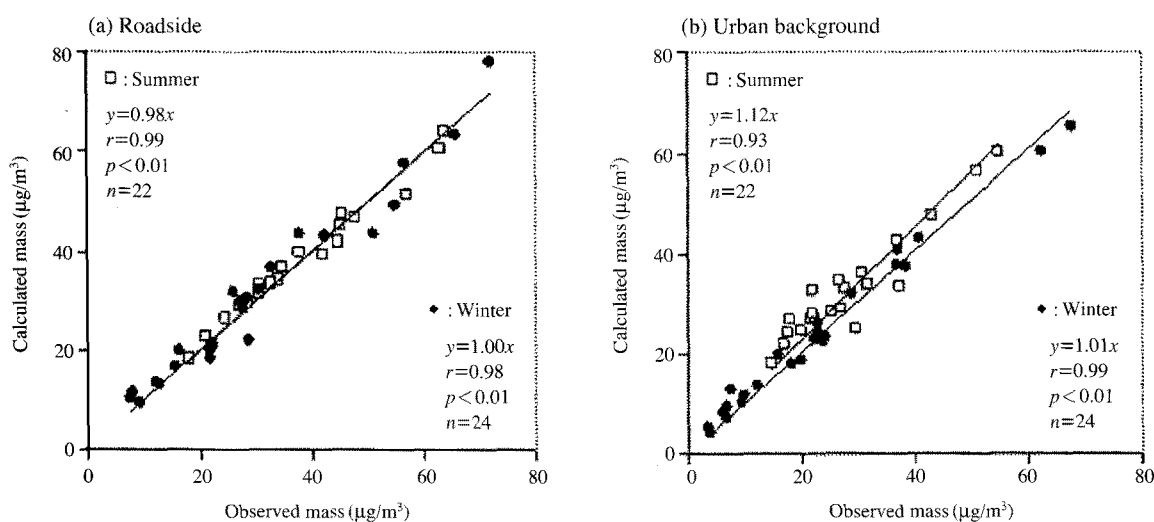 (a) Roadside
80
60
40
20
0
0
20
40
60
80
Calculated mass (µg/m³)
Observed mass (µg/m³)
: Summer
y=0.98x
r=0.99
p<0.01
n=22
: Winter
y=1.00x
r=0.98
p<0.01
n=24
(b) Urban background
80
60
40
20
0
0
20
40
60
80
Calculated mass (µg/m³)
Observed mass (µg/m³)
: Summer
y=1.12x
r=0.93
p<0.01
n=22
: Winter
y=1.01x
r=0.99
p<0.01
n=24